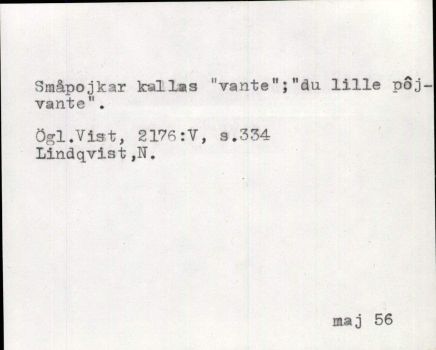 Småpojkar kallas "vante";"du lille pôj-
vante".
Ögl.Vist, 2176:V, s.334
Lindqvist,N.
maj 56